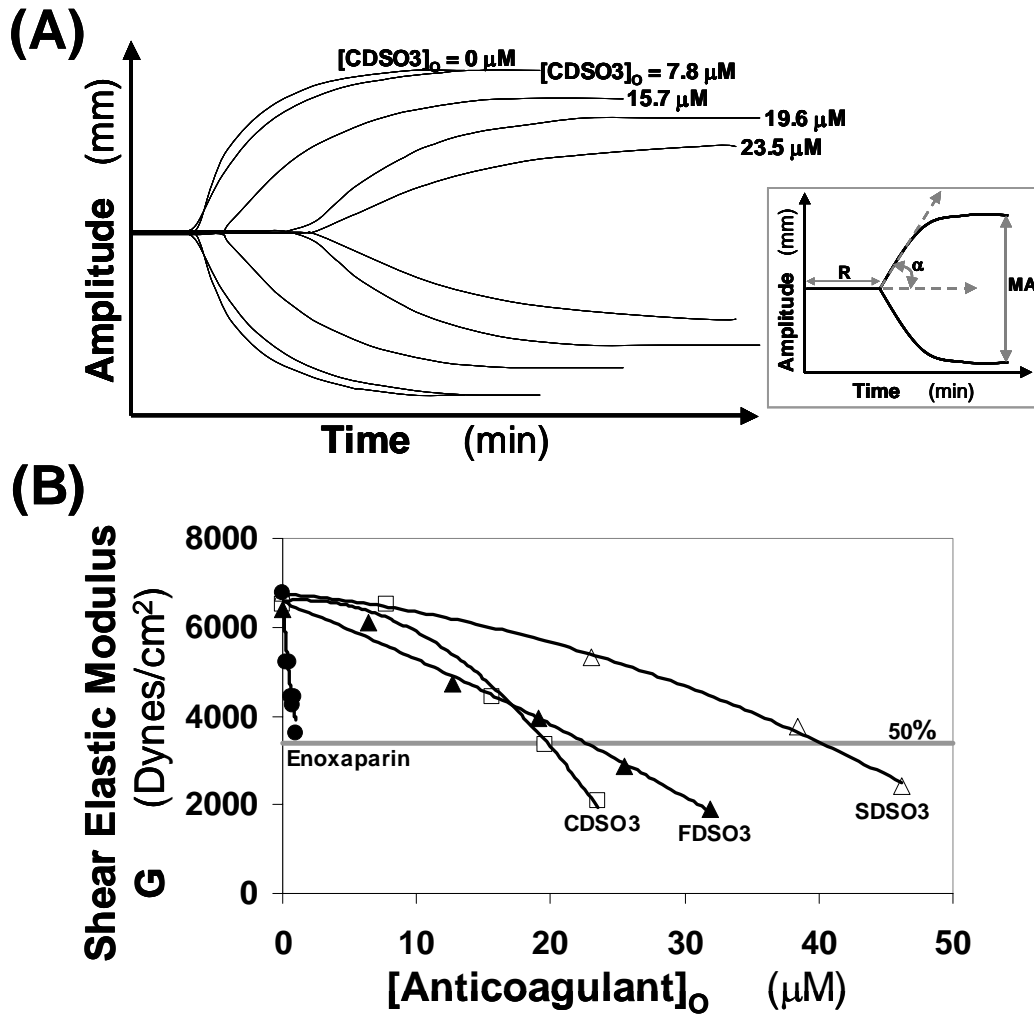 (A)
[CDSO3]O = 0 µM
[CDSO3]O = 7.8 µM
15.7 µM
19.6 µM
23.5 µM
Amplitude (mm)
Time (min)
R
α
MA
Amplitude (mm)
Time (min)
(B)
Shear Elastic Modulus
G (Dynes/cm²)
8000
6000
4000
2000
0
50%
Enoxaparin
CDSO3
FDSO3
SDSO3
0 10 20 30 40 50
[Anticoagulant]O (µM)